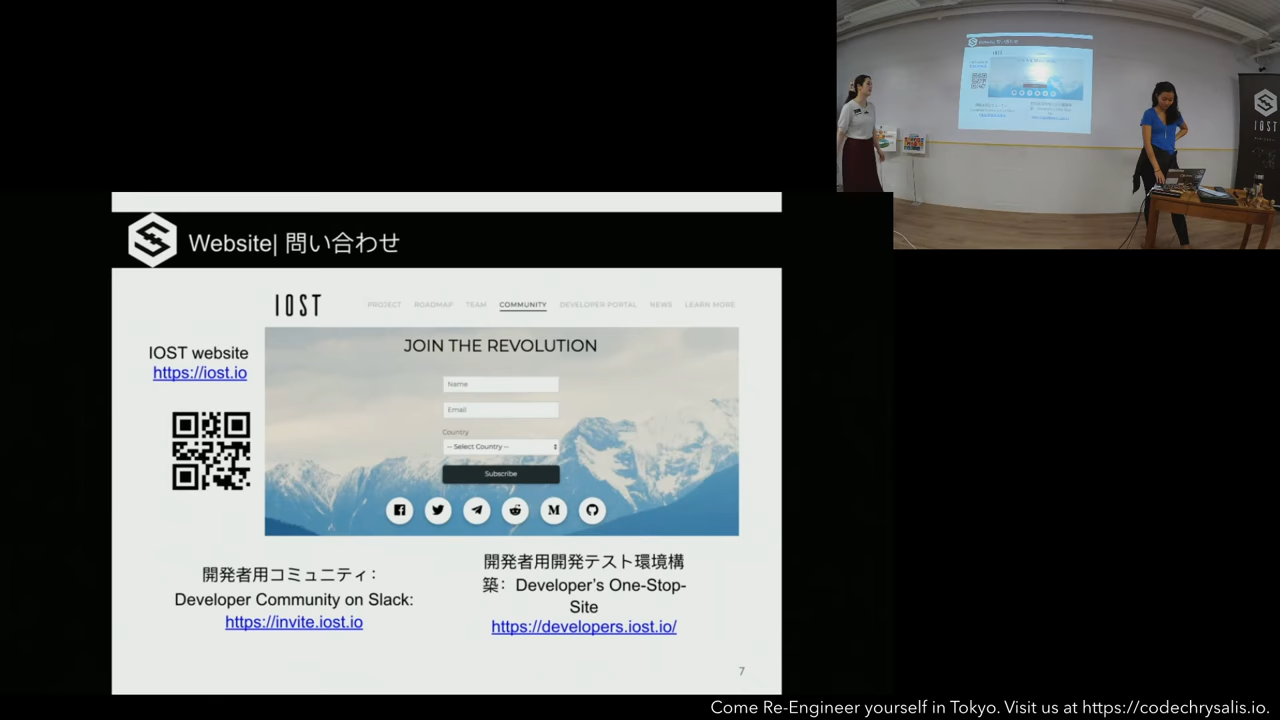 Website| 問い合わせ
IOST
PROJECT ROADMAP TEAM COMMUNITY DEVELOPER PORTAL NEWS LEARN MORE
JOIN THE REVOLUTION
Name
Email
Country
-- Select Country --
Subscribe
M
IOST website
https://iost.io
開発者用コミュニティ：
Developer Community on Slack:
https://invite.iost.io
開発者用開発テスト環境構
築： Developer's One-Stop-
Site
https://developers.iost.io/
7
IOST
Come Re-Engineer yourself in Tokyo. Visit us at https://codechrysalis.io.